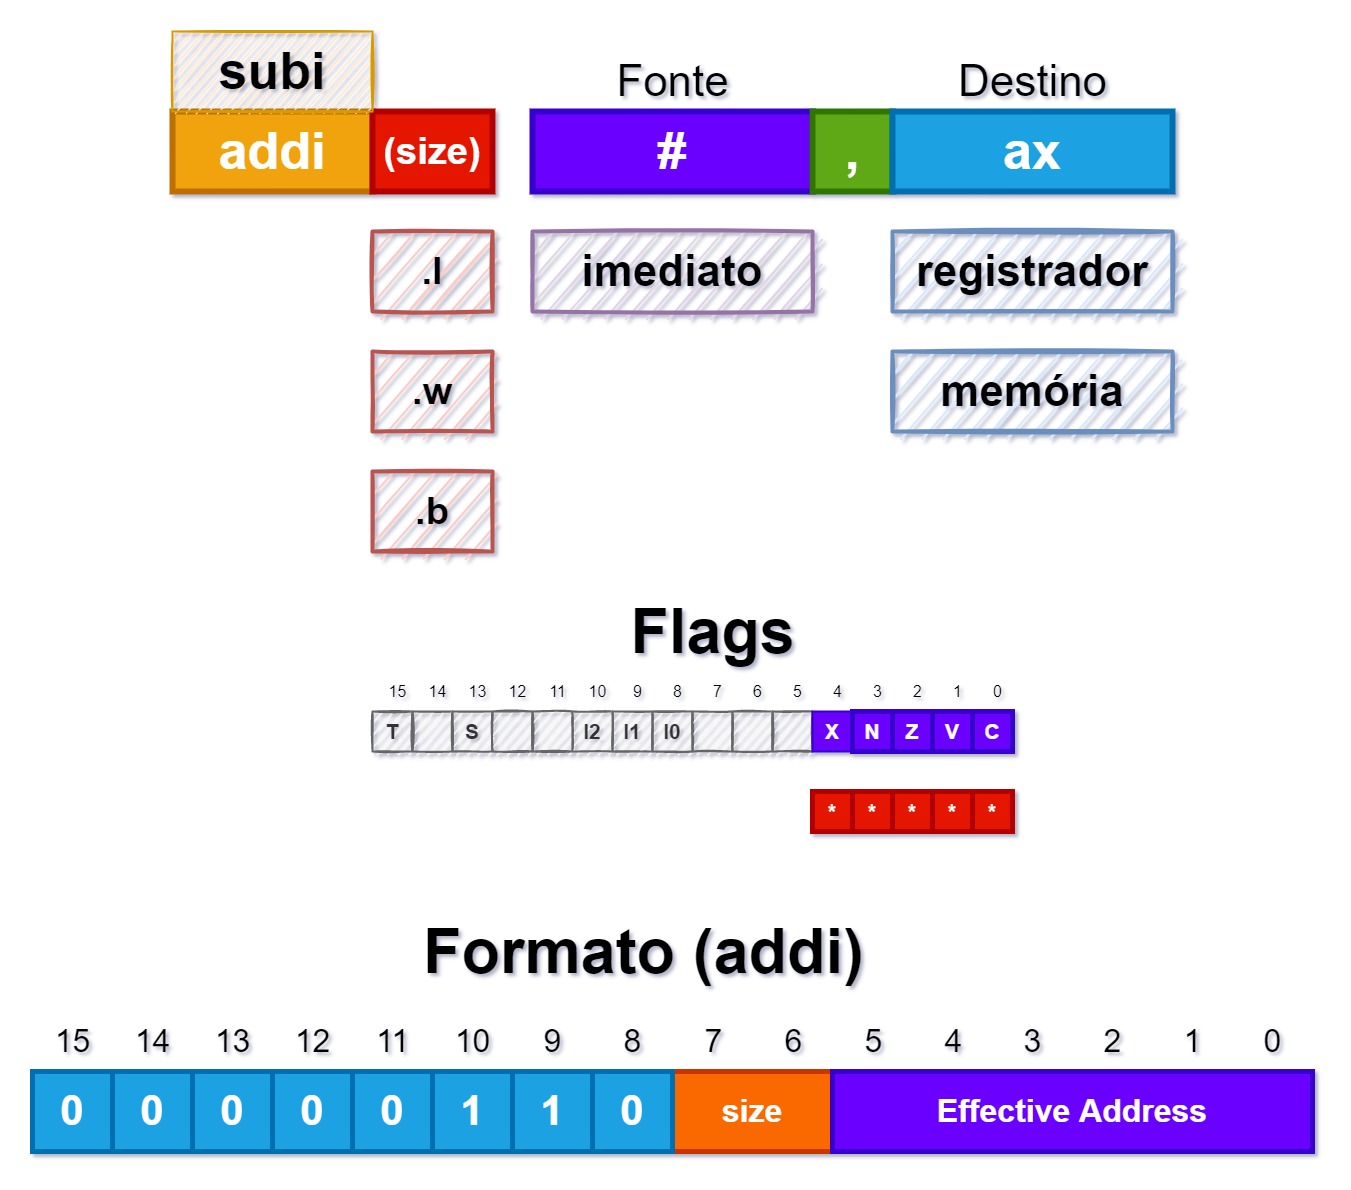 subi
Fonte Destino
addi (size) # , ax
.l imediato registrador
.w memória
.b
Flags
15 14 13 12 11 10 9 8 7 6 5 4 3 2 1 0
T S I2 I1 I0 X N Z V C
* * * * *
Formato (addi)
15 14 13 12 11 10 9 8 7 6 5 4 3 2 1 0
0 0 0 0 0 1 1 0 size Effective Address